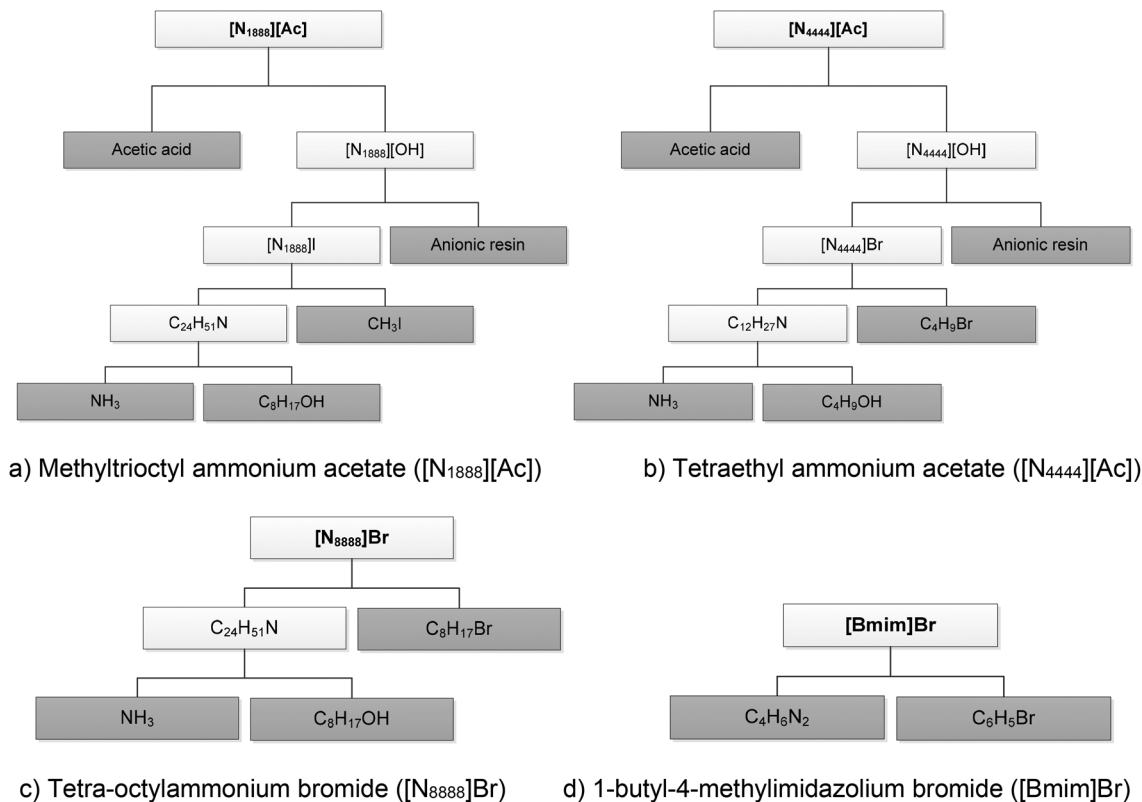 [N₁₈₈₈][Ac]
Acetic acid
[N₁₈₈₈][OH]
[N₁₈₈₈]I
Anionic resin
C₂₄H₅₁N
CH₃I
NH₃
C₈H₁₇OH
a) Methyltrioctyl ammonium acetate ([N₁₈₈₈][Ac])
[N₄₄₄₄][Ac]
Acetic acid
[N₄₄₄₄][OH]
[N₄₄₄₄]Br
Anionic resin
C₁₂H₂₇N
C₄H₉Br
NH₃
C₄H₉OH
b) Tetraethyl ammonium acetate ([N₄₄₄₄][Ac])
[N₈₈₈₈]Br
C₂₄H₅₁N
C₈H₁₇Br
NH₃
C₈H₁₇OH
c) Tetra-octylammonium bromide ([N₈₈₈₈]Br)
[Bmim]Br
C₄H₆N₂
C₆H₅Br
d) 1-butyl-4-methylimidazolium bromide ([Bmim]Br)